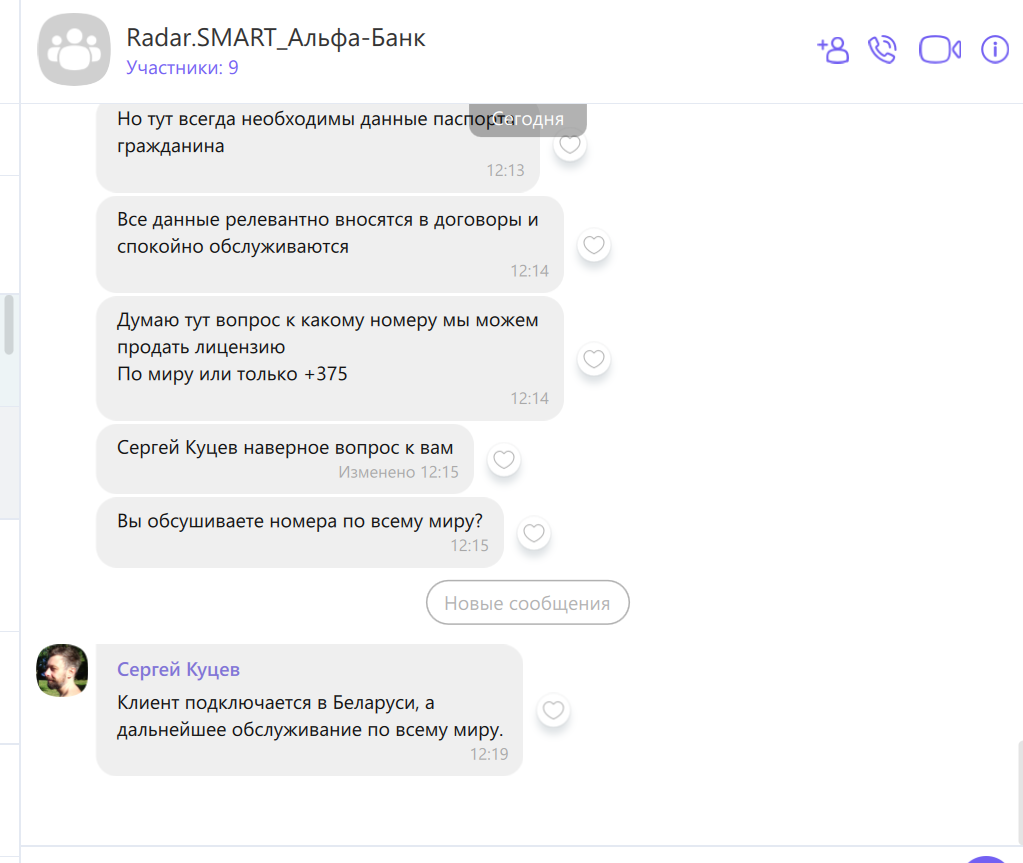 Radar.SMART_Альфа-Банк
Участники: 9
Сегодня
Но тут всегда необходимы данные паспорта
гражданина
12:13
Все данные релевантно вносятся в договоры и
спокойно обслуживаются
12:14
Думаю тут вопрос к какому номеру мы можем
продать лицензию
По миру или только +375
12:14
Сергей Куцев наверное вопрос к вам
Изменено 12:15
Вы обсушиваете номера по всему миру?
12:15
Новые сообщения
Сергей Куцев
Клиент подключается в Беларуси, а
дальнейшее обслуживание по всему миру.
12:19